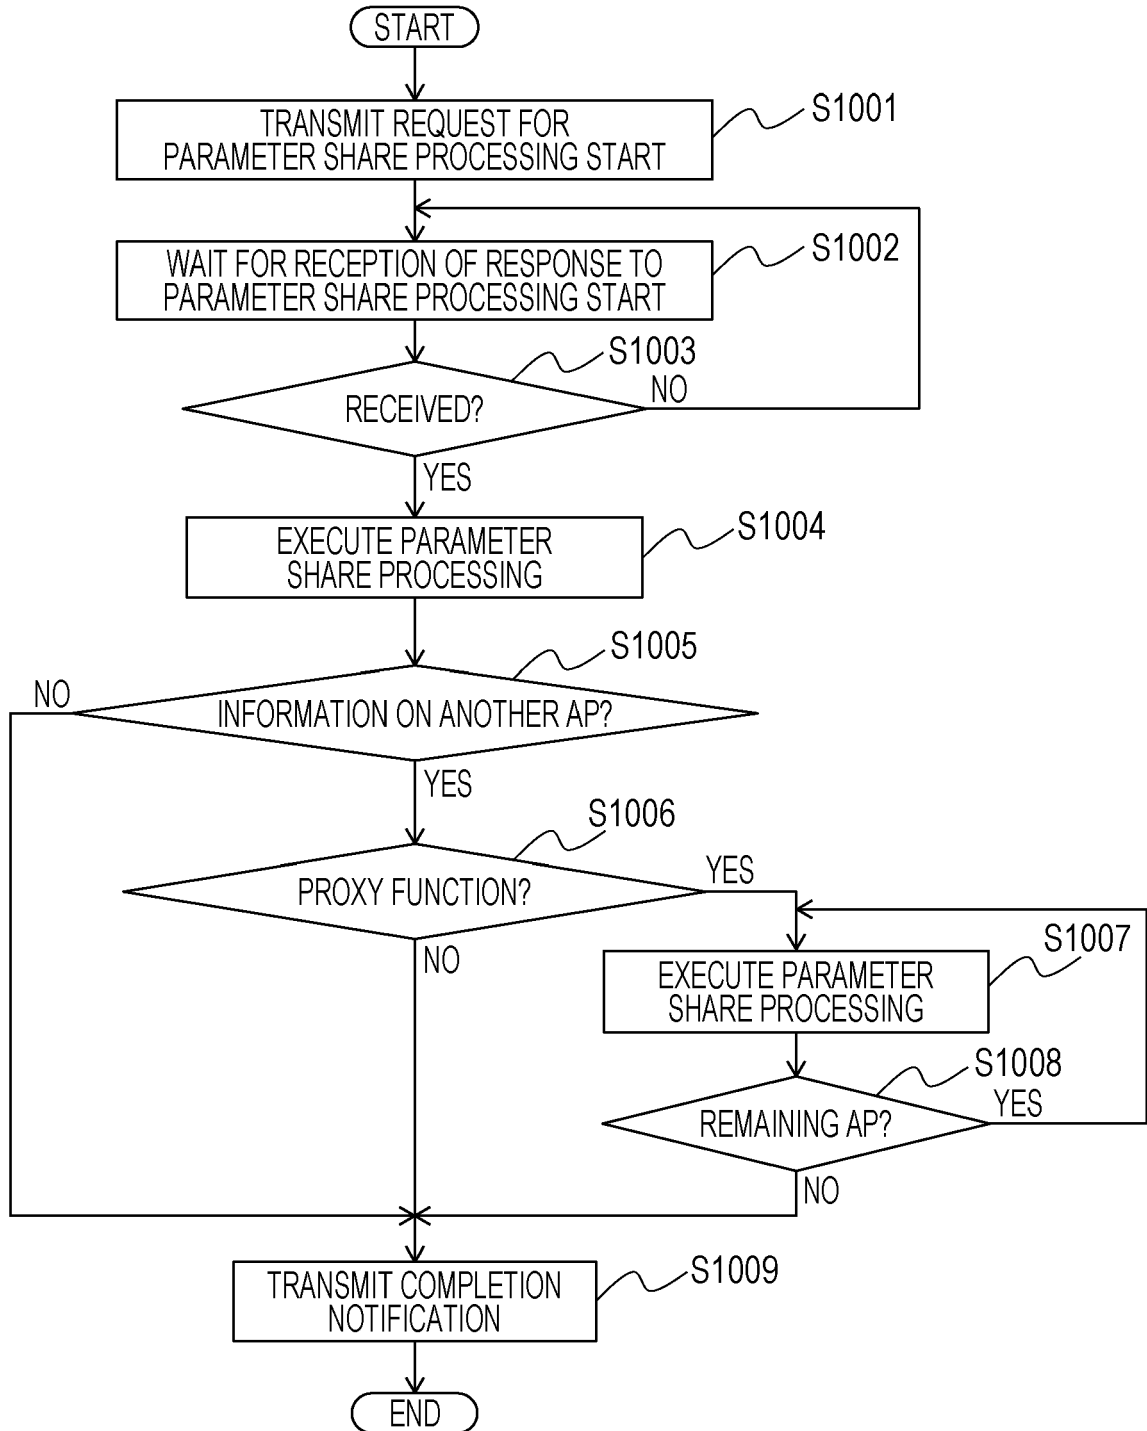 START
TRANSMIT REQUEST FOR
PARAMETER SHARE PROCESSING START
S1001
WAIT FOR RECEPTION OF RESPONSE TO
PARAMETER SHARE PROCESSING START
S1002
S1003
RECEIVED?
NO
YES
EXECUTE PARAMETER
SHARE PROCESSING
S1004
S1005
NO
INFORMATION ON ANOTHER AP?
YES
S1006
PROXY FUNCTION?
YES
NO
S1007
EXECUTE PARAMETER
SHARE PROCESSING
S1008
REMAINING AP?
YES
NO
TRANSMIT COMPLETION
NOTIFICATION
S1009
END